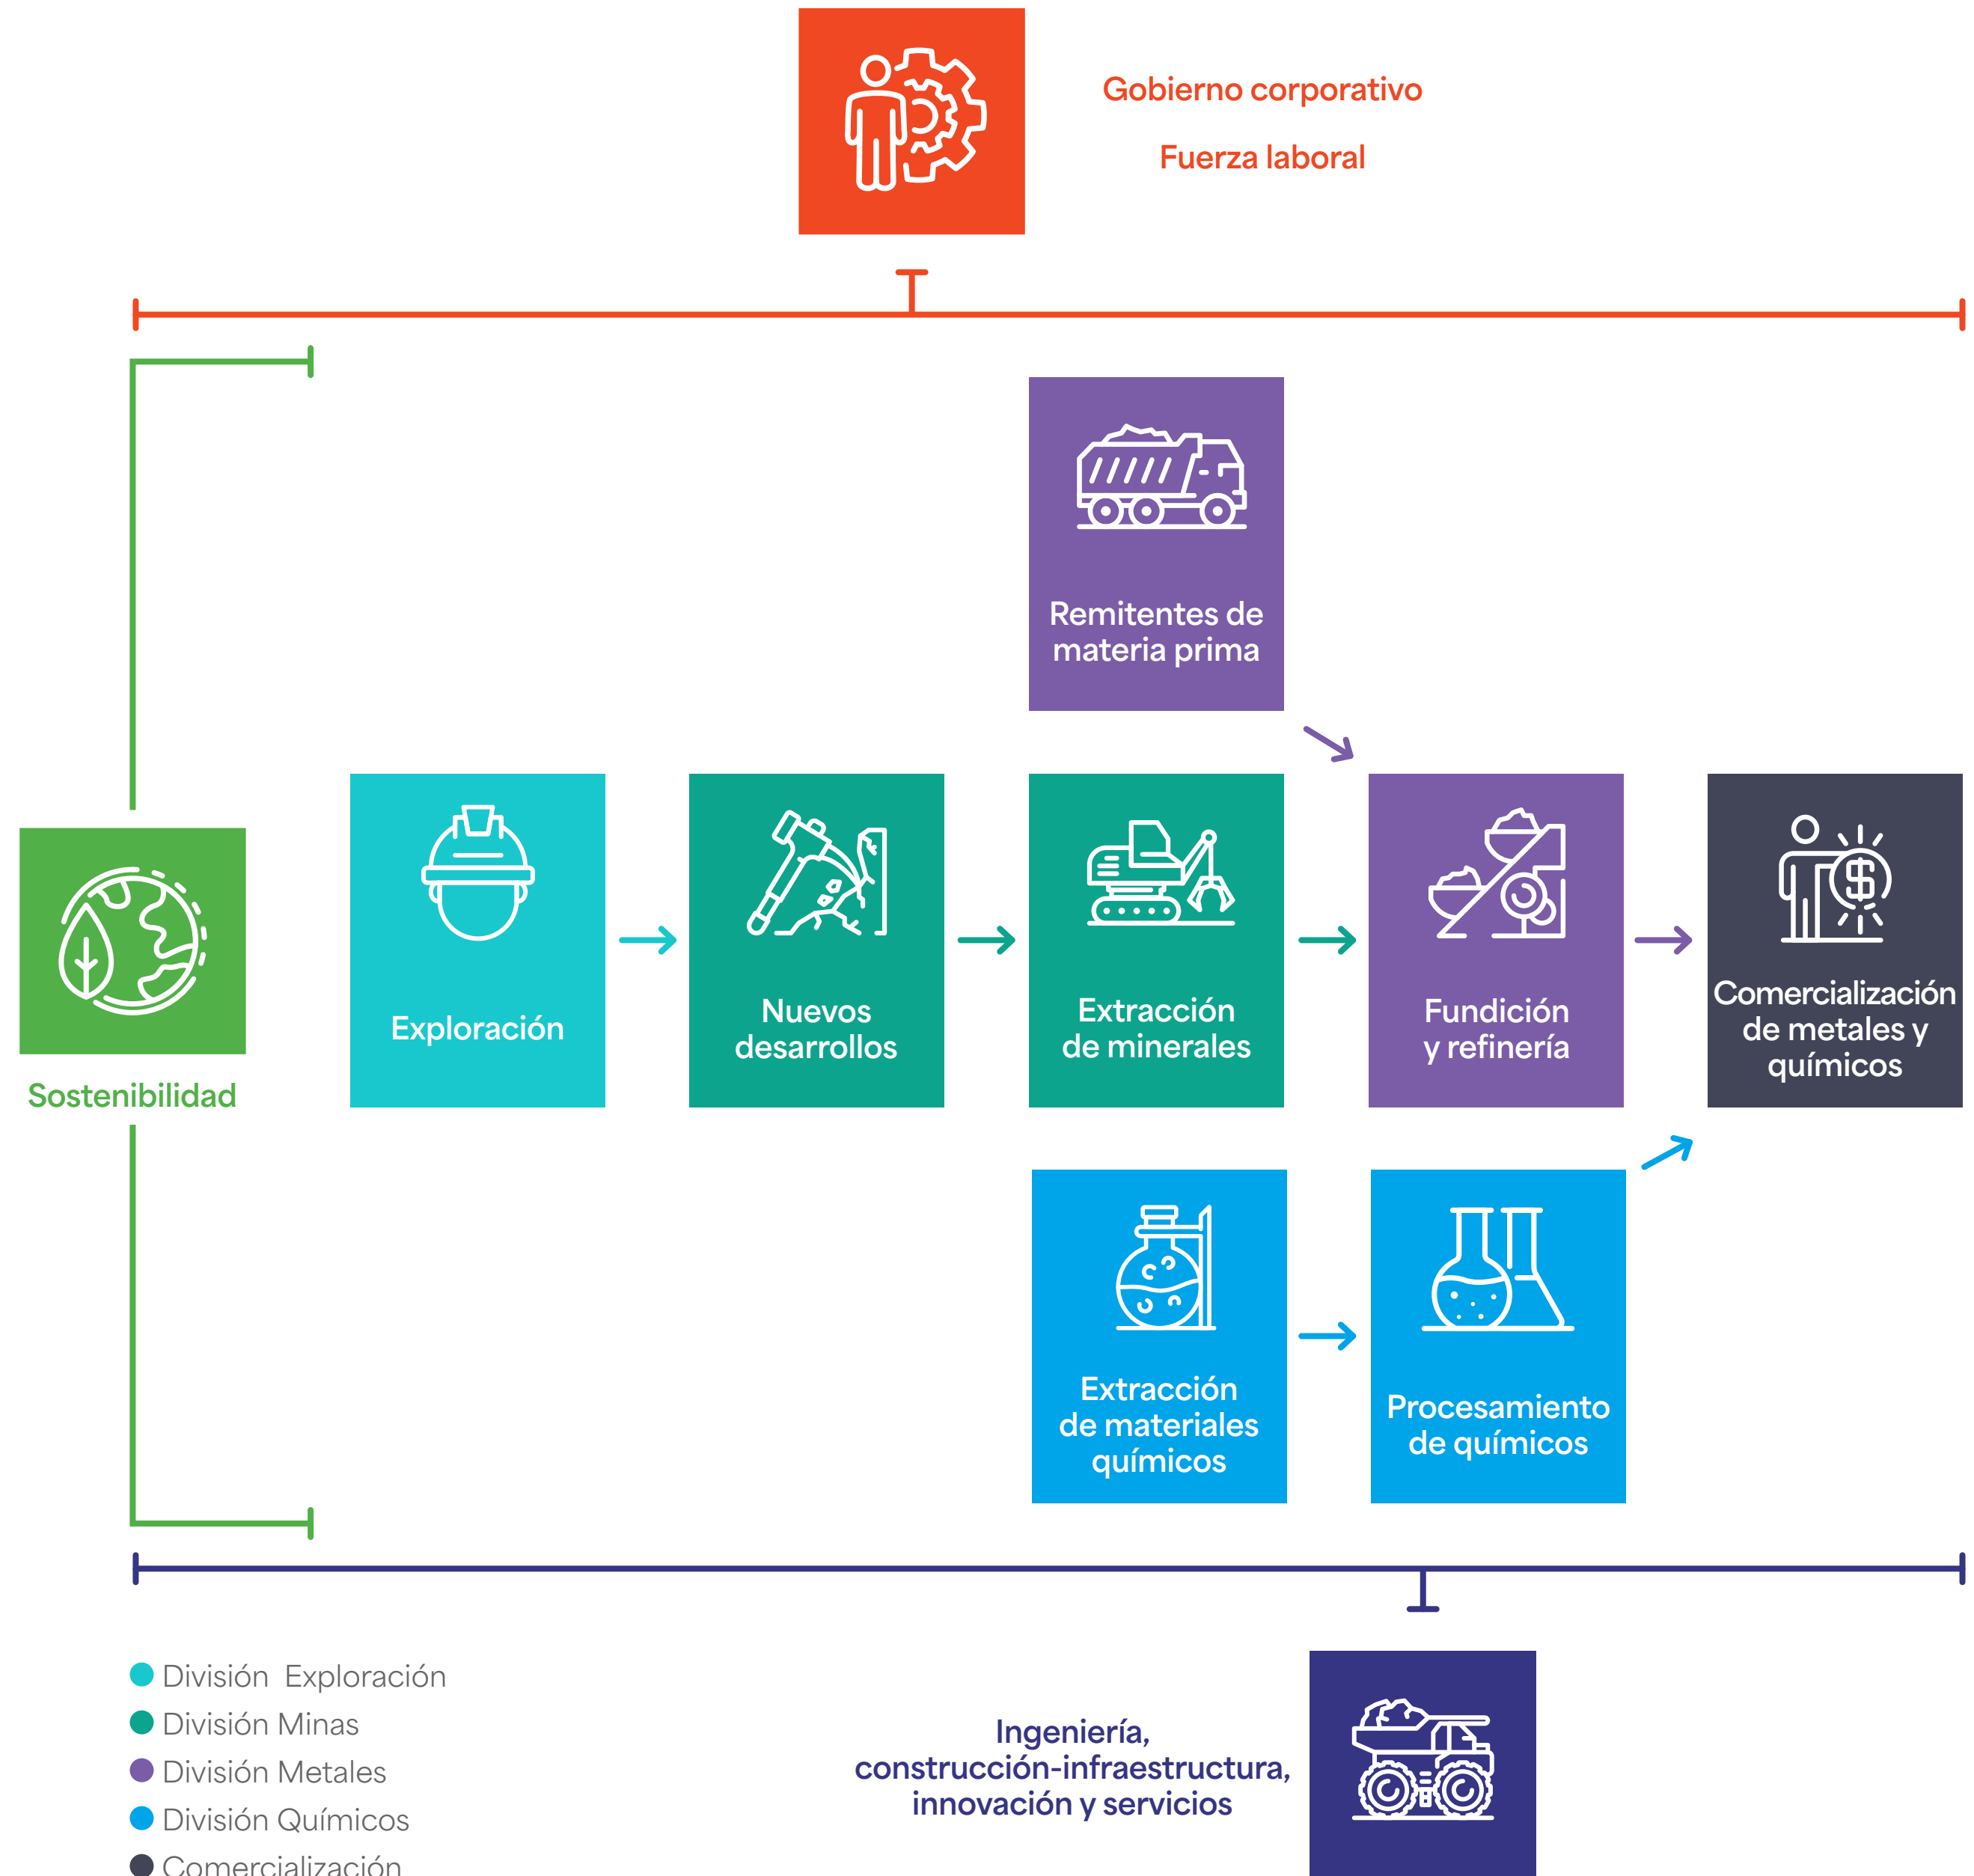 Gobierno corporativo
Fuerza laboral
Remitentes de
materia prima
Sostenibilidad
Exploración
Nuevos
desarrollos
Extracción
de minerales
Fundición
y refinería
Comercialización
de metales y
químicos
Extracción
de materiales
químicos
Procesamiento
de químicos
División Exploración
División Minas
División Metales
División Químicos
Comercialización
Ingeniería,
construcción-infraestructura,
innovación y servicios